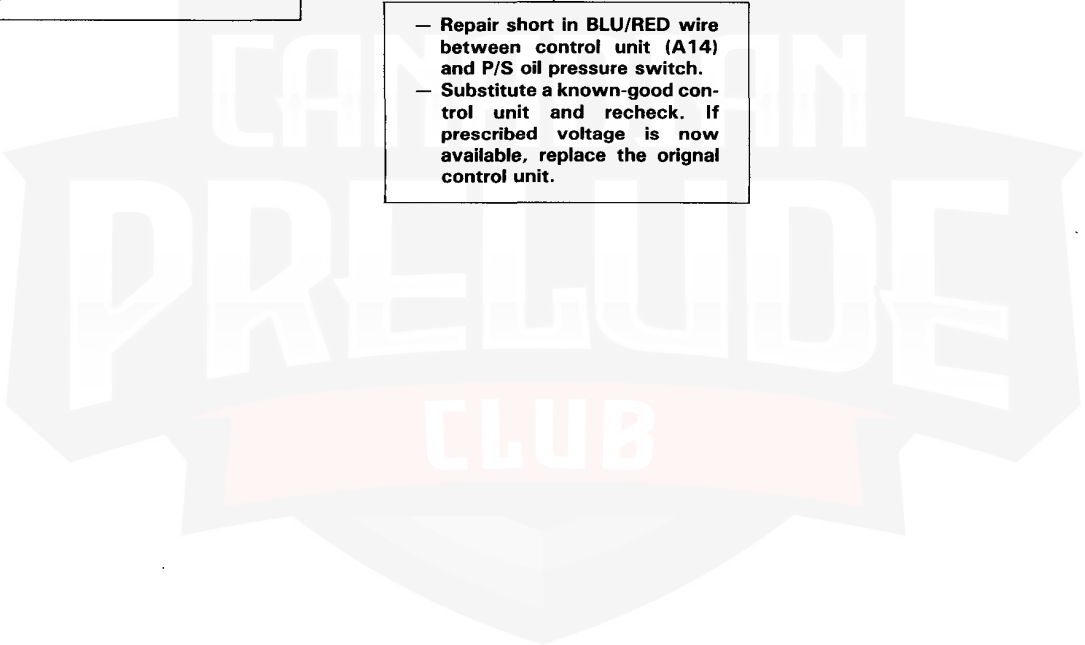 — Repair short in BLU/RED wire
between control unit (A14)
and P/S oil pressure switch.
— Substitute a known-good con-
trol unit and recheck. If
prescribed voltage is now
available, replace the orignal
control unit.
CANADIAN
PRELUDE
CLUB